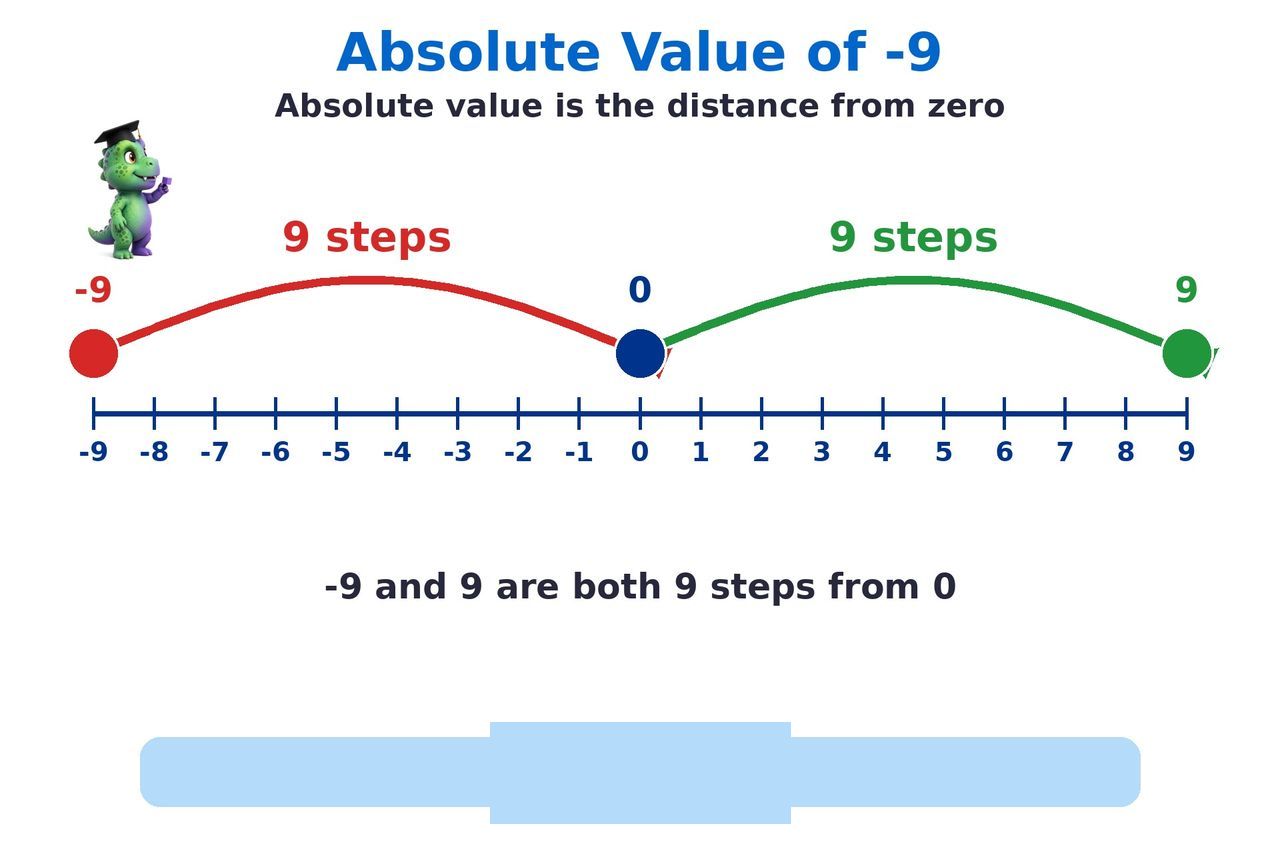 Absolute Value of -9
Absolute value is the distance from zero
9 steps 9 steps
-9 0 9
-9 -8 -7 -6 -5 -4 -3 -2 -1 0 1 2 3 4 5 6 7 8 9
-9 and 9 are both 9 steps from 0